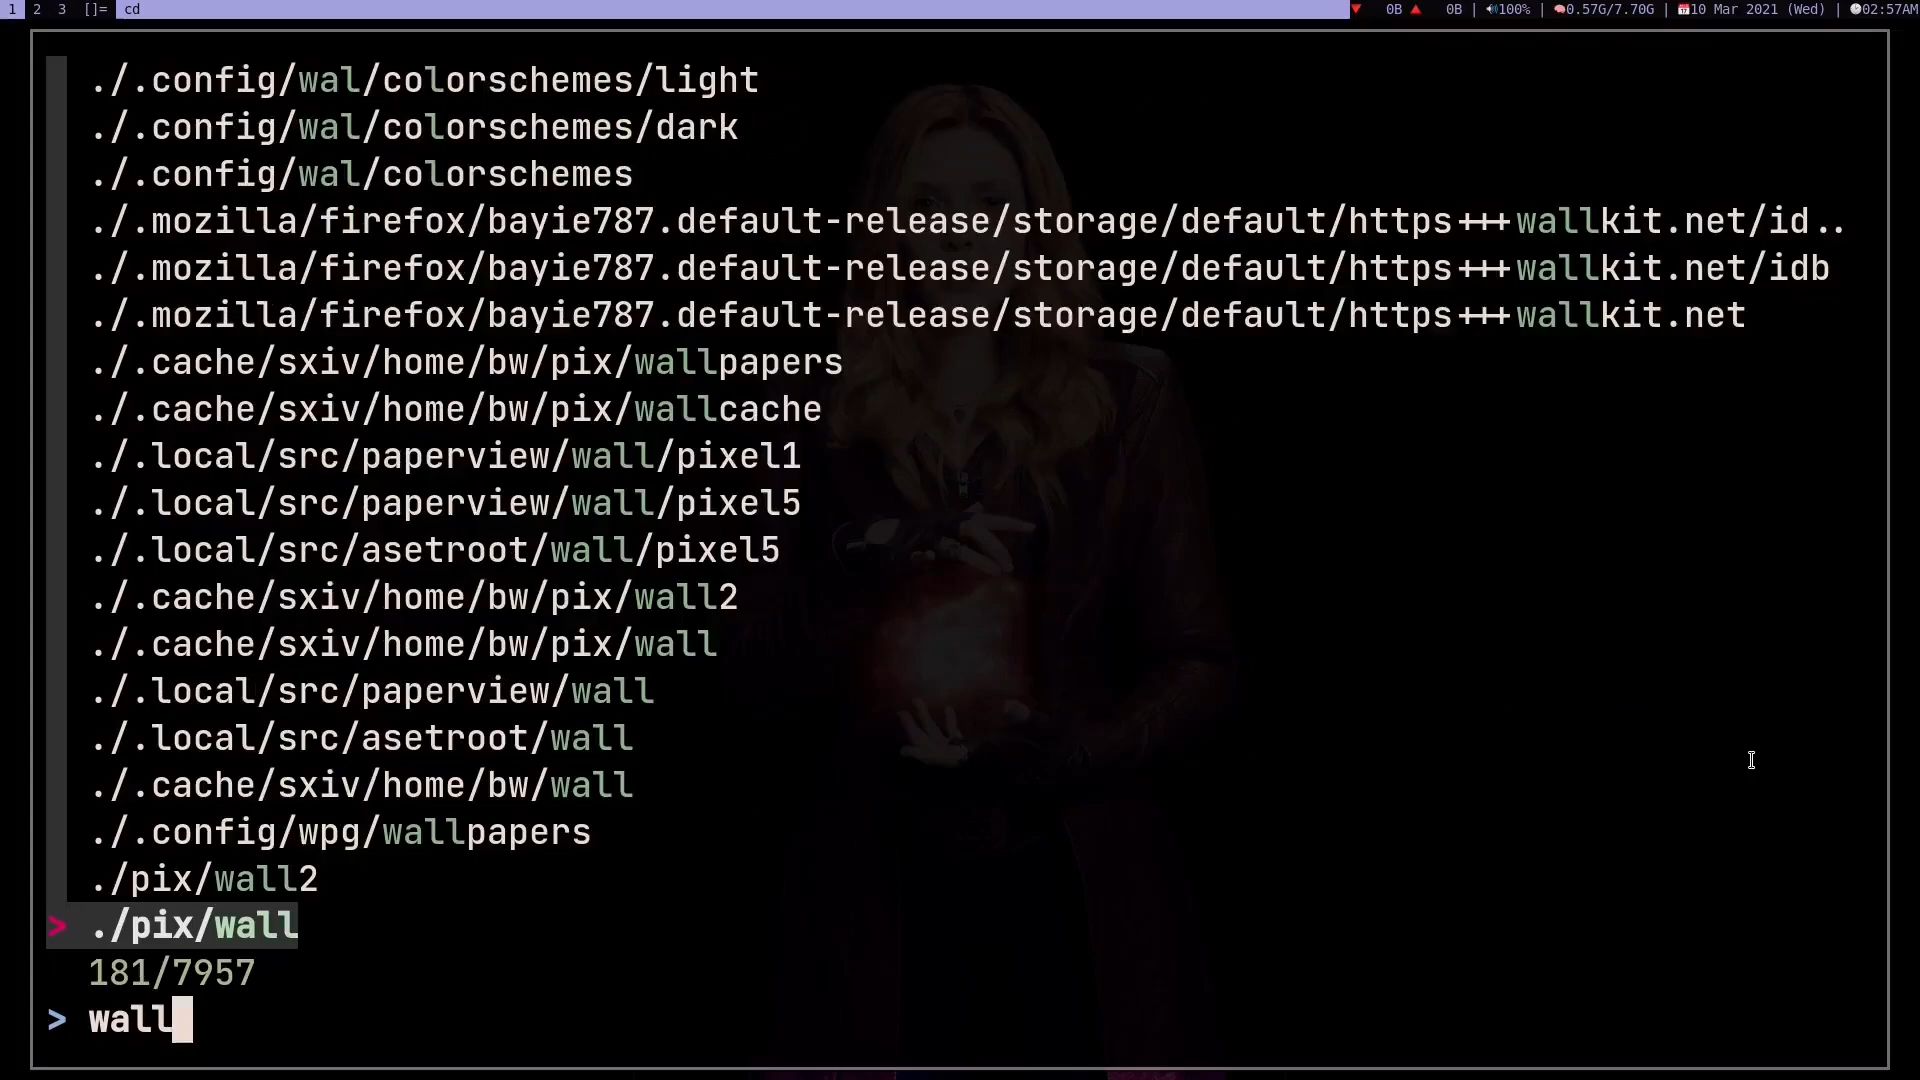 1 2 3 []= cd 0B 0B | 100% | 0.57G/7.70G | 10 Mar 2021 (Wed) | 02:57AM
./.config/wal/colorschemes/light
./.config/wal/colorschemes/dark
./.config/wal/colorschemes
./.mozilla/firefox/bayie787.default-release/storage/default/https+++wallkit.net/id..
./.mozilla/firefox/bayie787.default-release/storage/default/https+++wallkit.net/idb
./.mozilla/firefox/bayie787.default-release/storage/default/https+++wallkit.net
./.cache/sxiv/home/bw/pix/wallpapers
./.cache/sxiv/home/bw/pix/wallcache
./.local/src/paperview/wall/pixel1
./.local/src/paperview/wall/pixel5
./.local/src/asetroot/wall/pixel5
./.cache/sxiv/home/bw/pix/wall2
./.cache/sxiv/home/bw/pix/wall
./.local/src/paperview/wall
./.local/src/asetroot/wall
./.cache/sxiv/home/bw/wall
./.config/wpg/wallpapers
./pix/wall2
> ./pix/wall
181/7957
> wall